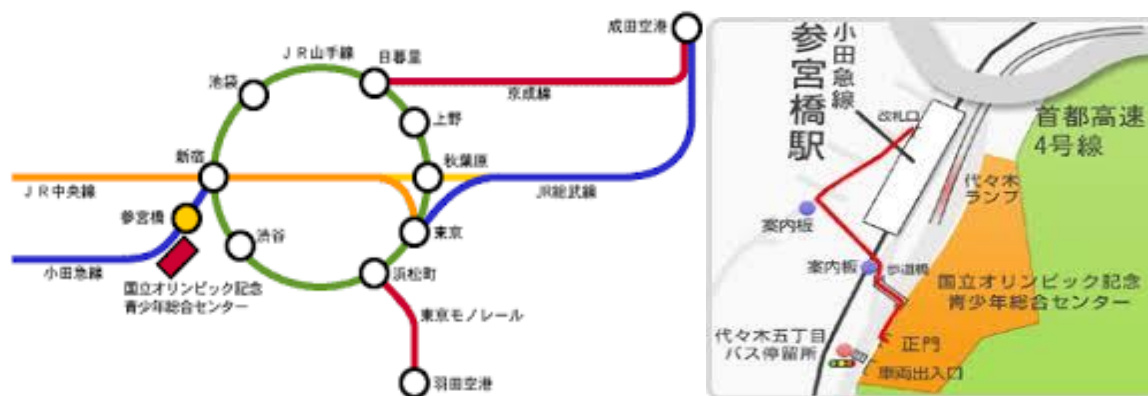 成田空港
JR山手線
日暮里
池袋
京成線
上野
新宿
秋葉原
JR中央線
JR総武線
参宮橋
渋谷
東京
小田急線
浜松町
国立オリンピック記念
青少年総合センター
東京モノレール
羽田空港
小田急線
参宮橋駅
改札口
首都高速
4号線
代々木
ランプ
案内板
案内板
歩道橋
国立オリンピック記念
青少年総合センター
代々木五丁目
バス停留所
正門
車両出入口